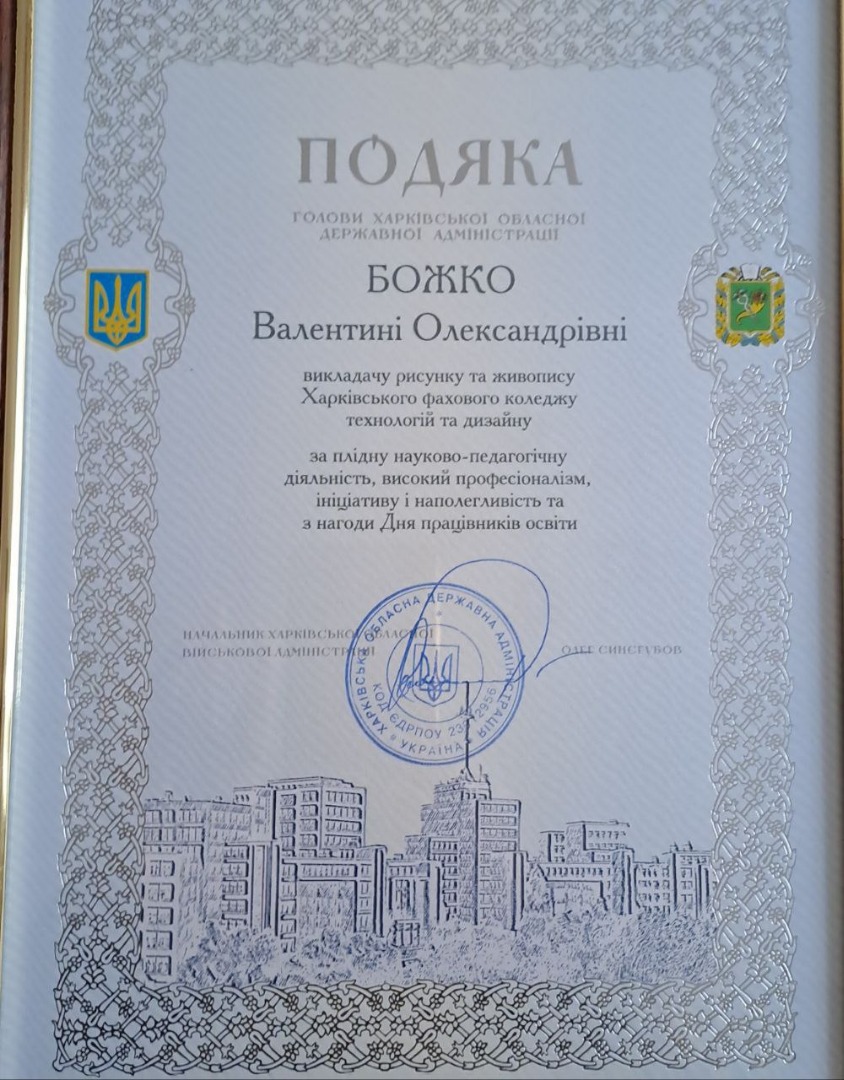 ПОДЯКА
ГОЛОВИ ХАРКІВСЬКОЇ ОБЛАСНОЇ
ДЕРЖАВНОЇ АДМІНІСТРАЦІЇ
БОЖКО
Валентині Олександрівні
викладачу рисунку та живопису
Харківського фахового коледжу
технологій та дизайну
за плідну науково-педагогічну
діяльність, високий професіоналізм,
ініціативу і наполегливість та
з нагоди Дня працівників освіти
НАЧАЛЬНИК ХАРКІВСЬКОЇ ОБЛАСНОЇ
ВІЙСЬКОВОЇ АДМІНІСТРАЦІЇ
ОЛЕГ СИНЄГУБОВ
ХАРКІВСЬКА ОБЛАСНА ДЕРЖАВНА АДМІНІСТРАЦІЯ
КОД ЄДРПОУ
УКРАЇНА